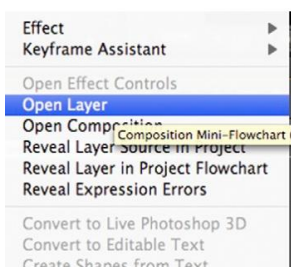 Effect
Keyframe Assistant
Open Effect Controls
Open Layer
Open Composition
Composition Mini-Flowchart (
Reveal Layer Source in Project
Reveal Layer in Project Flowchart
Reveal Expression Errors
Convert to Live Photoshop 3D
Convert to Editable Text
Create Shapes from Text